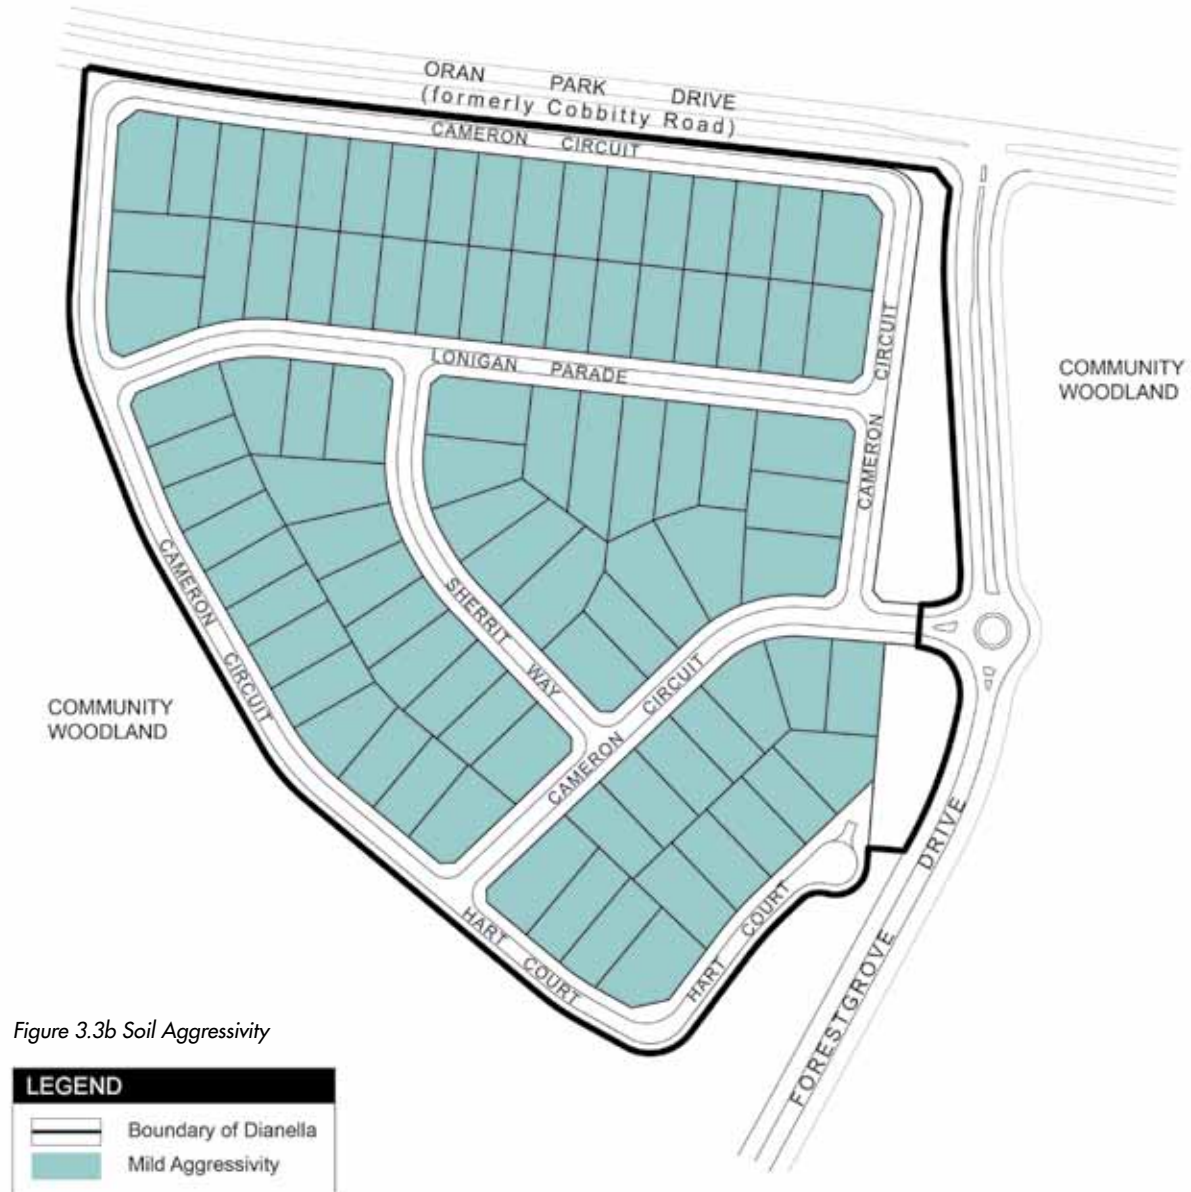 ORAN PARK DRIVE
(formerly Cobbitty Road)
CAMERON CIRCUIT
CIRCUIT
CAMERON
LONIGAN PARADE
COMMUNITY
WOODLAND
CAMERON CIRCUIT
SHERRIT WAY
CAMERON CIRCUIT
COMMUNITY
WOODLAND
HART COURT
HART COURT
FORESTGROVE DRIVE
Figure 3.3b Soil Aggressivity
LEGEND
Boundary of Dianella
Mild Aggressivity